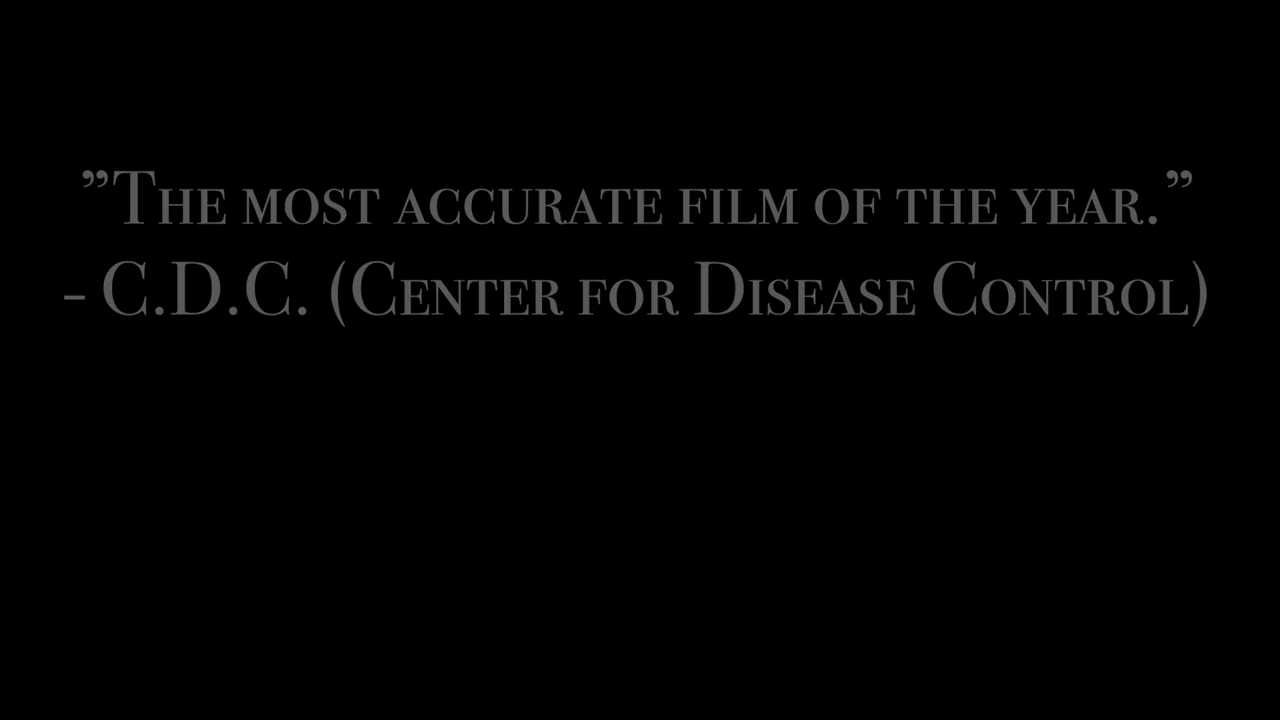 ”The most accurate film of the year.”
- C.D.C. (Center for Disease Control)